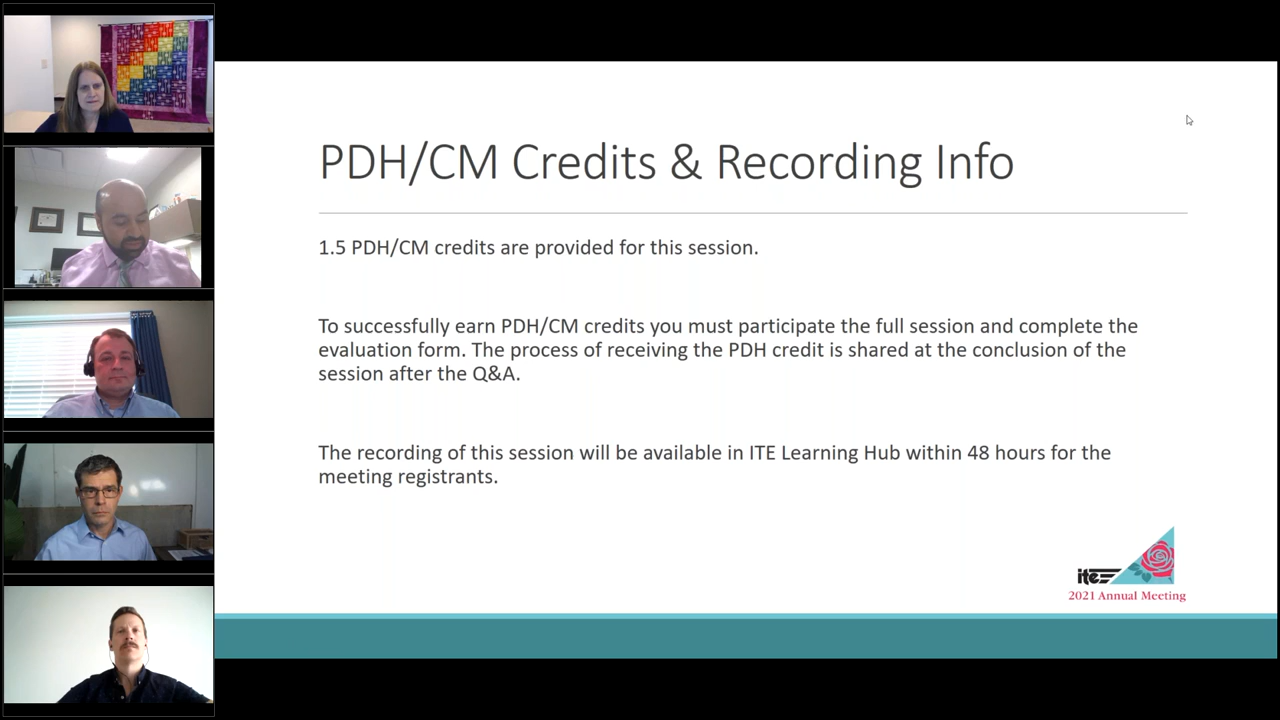 PDH/CM Credits & Recording Info
1.5 PDH/CM credits are provided for this session.
To successfully earn PDH/CM credits you must participate the full session and complete the
evaluation form. The process of receiving the PDH credit is shared at the conclusion of the
session after the Q&A.
The recording of this session will be available in ITE Learning Hub within 48 hours for the
meeting registrants.
ite
2021 Annual Meeting